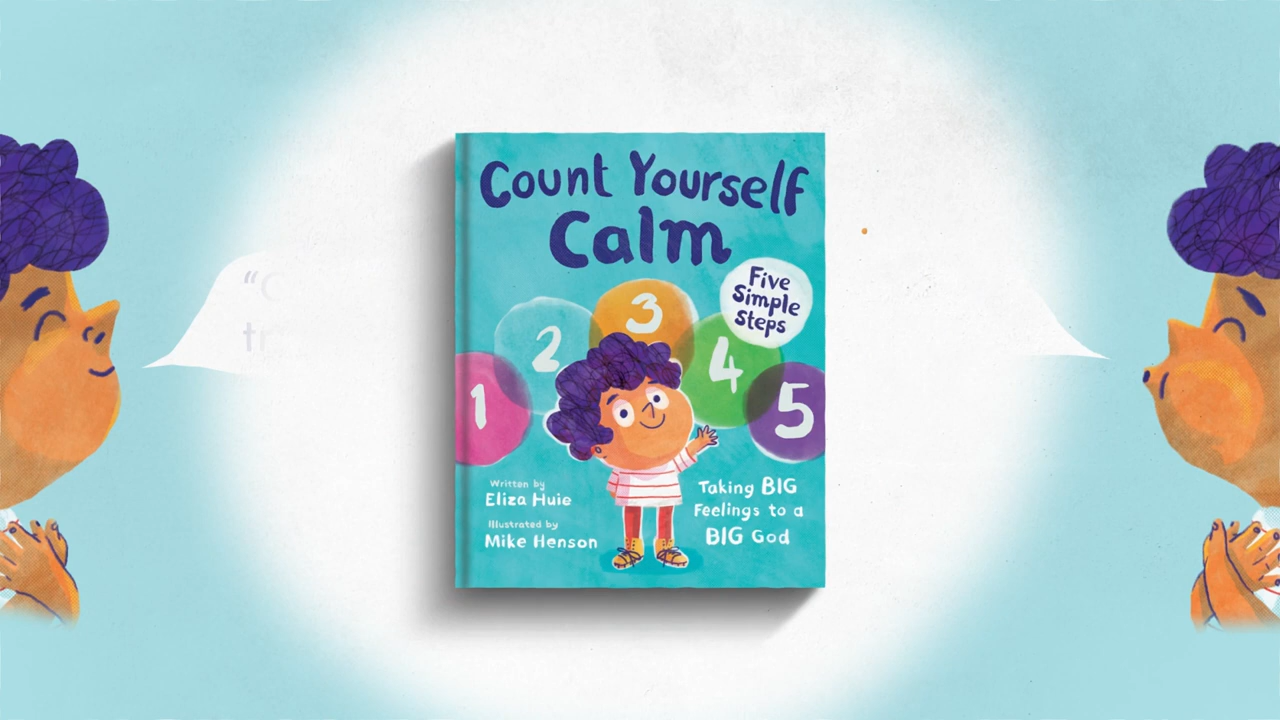 Count Yourself
Calm
Five
Simple
Steps
1
2
3
4
5
Written by
Eliza Huie
Illustrated by
Mike Henson
Taking BIG
Feelings to a
BIG God